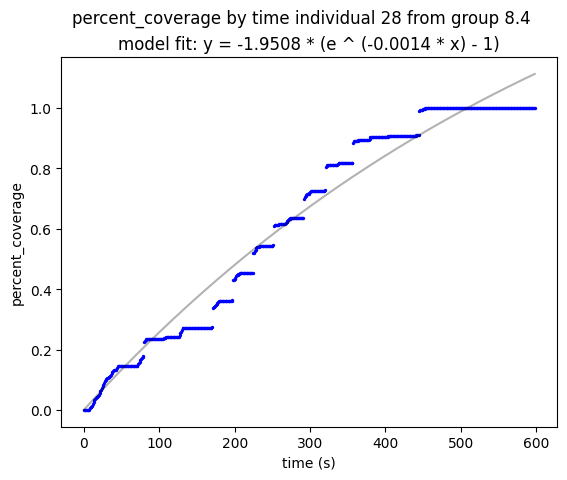 percent_coverage by time individual 28 from group 8.4
model fit: y = -1.9508 * (e ^ (-0.0014 * x) - 1)
1.0
0.8
0.6
0.4
0.2
0.0
percent_coverage
0 100 200 300 400 500 600
time (s)